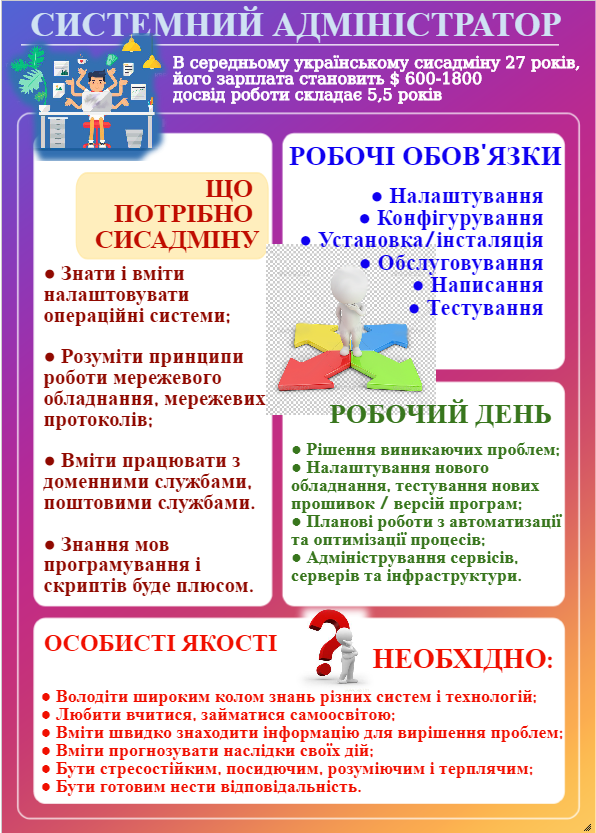 СИСТЕМНИЙ АДМІНІСТРАТОР
В середньому українському сисадміну 27 років,
його зарплата становить $ 600-1800
досвід роботи складає 5,5 років
ЩО
ПОТРІБНО
СИСАДМІНУ
● Знати і вміти
налаштовувати
операційні системи;
● Розуміти принципи
роботи мережевого
обладнання, мережевих
протоколів;
● Вміти працювати з
доменними службами,
поштовими службами.
● Знання мов
програмування і
скриптів буде плюсом.
РОБОЧІ ОБОВ'ЯЗКИ
● Налаштування
● Конфігурування
● Установка/інсталяція
● Обслуговування
● Написання
● Тестування
РОБОЧИЙ ДЕНЬ
● Рішення виникаючих проблем;
● Налаштування нового
обладнання, тестування нових
прошивок / версій програм;
● Планові роботи з автоматизації
та оптимізації процесів;
● Адміністрування сервісів,
серверів та інфраструктури.
ОСОБИСТІ ЯКОСТІ
НЕОБХІДНО:
● Володіти широким колом знань різних систем і технологій;
● Любити вчитися, займатися самоосвітою;
● Вміти швидко знаходити інформацію для вирішення проблем;
● Вміти прогнозувати наслідки своїх дій;
● Бути стресостійким, посидючим, розуміючим і терплячим;
● Бути готовим нести відповідальність.